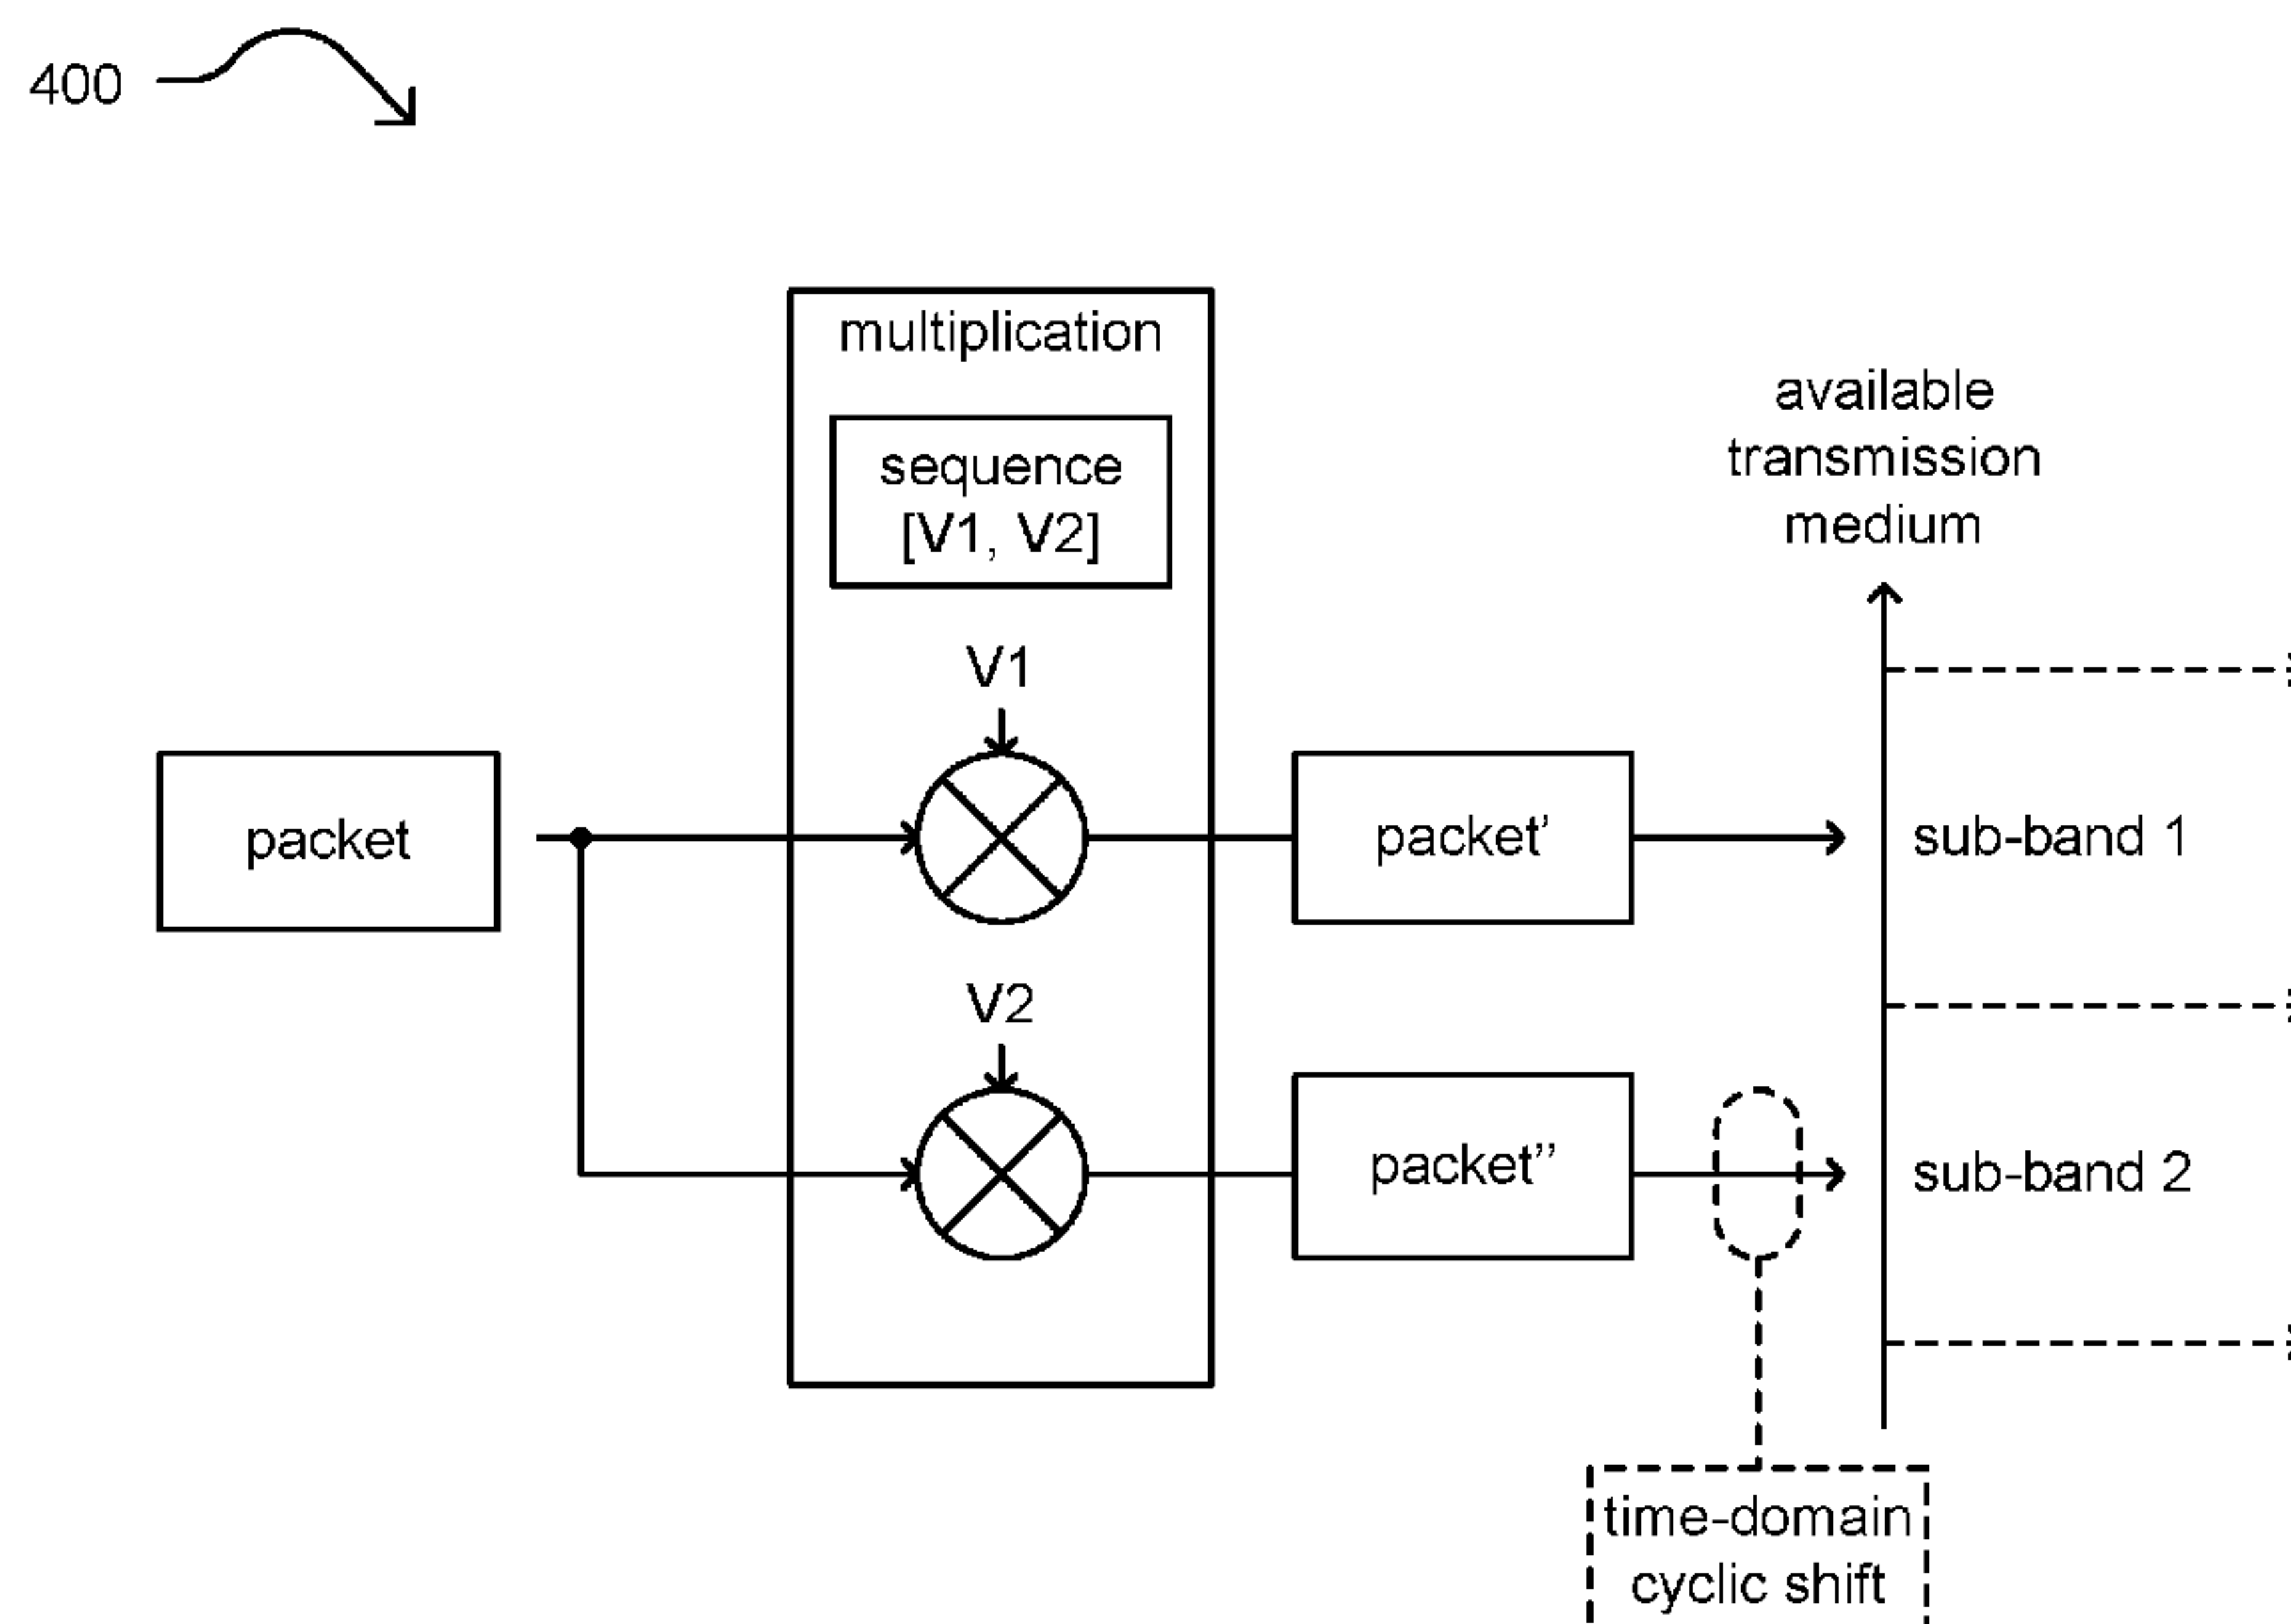 400
multiplication
sequence
[V1, V2]
available
transmission
medium
V1
packet
packet'
sub-band 1
V2
packet''
sub-band 2
time-domain
cyclic shift